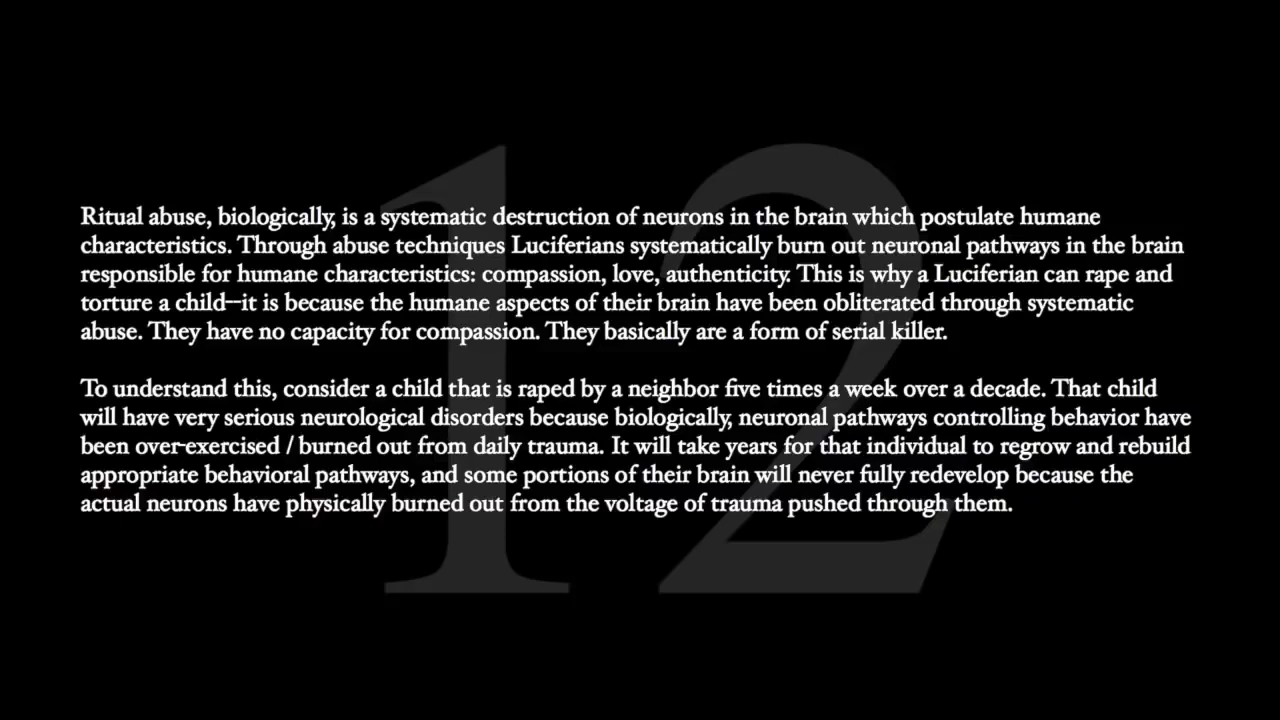 12
Ritual abuse, biologically, is a systematic destruction of neurons in the brain which postulate humane
characteristics. Through abuse techniques Luciferians systematically burn out neuronal pathways in the brain
responsible for humane characteristics: compassion, love, authenticity. This is why a Luciferian can rape and
torture a child--it is because the humane aspects of their brain have been obliterated through systematic
abuse. They have no capacity for compassion. They basically are a form of serial killer.
To understand this, consider a child that is raped by a neighbor five times a week over a decade. That child
will have very serious neurological disorders because biologically, neuronal pathways controlling behavior have
been over-exercised / burned out from daily trauma. It will take years for that individual to regrow and rebuild
appropriate behavioral pathways, and some portions of their brain will never fully redevelop because the
actual neurons have physically burned out from the voltage of trauma pushed through them.